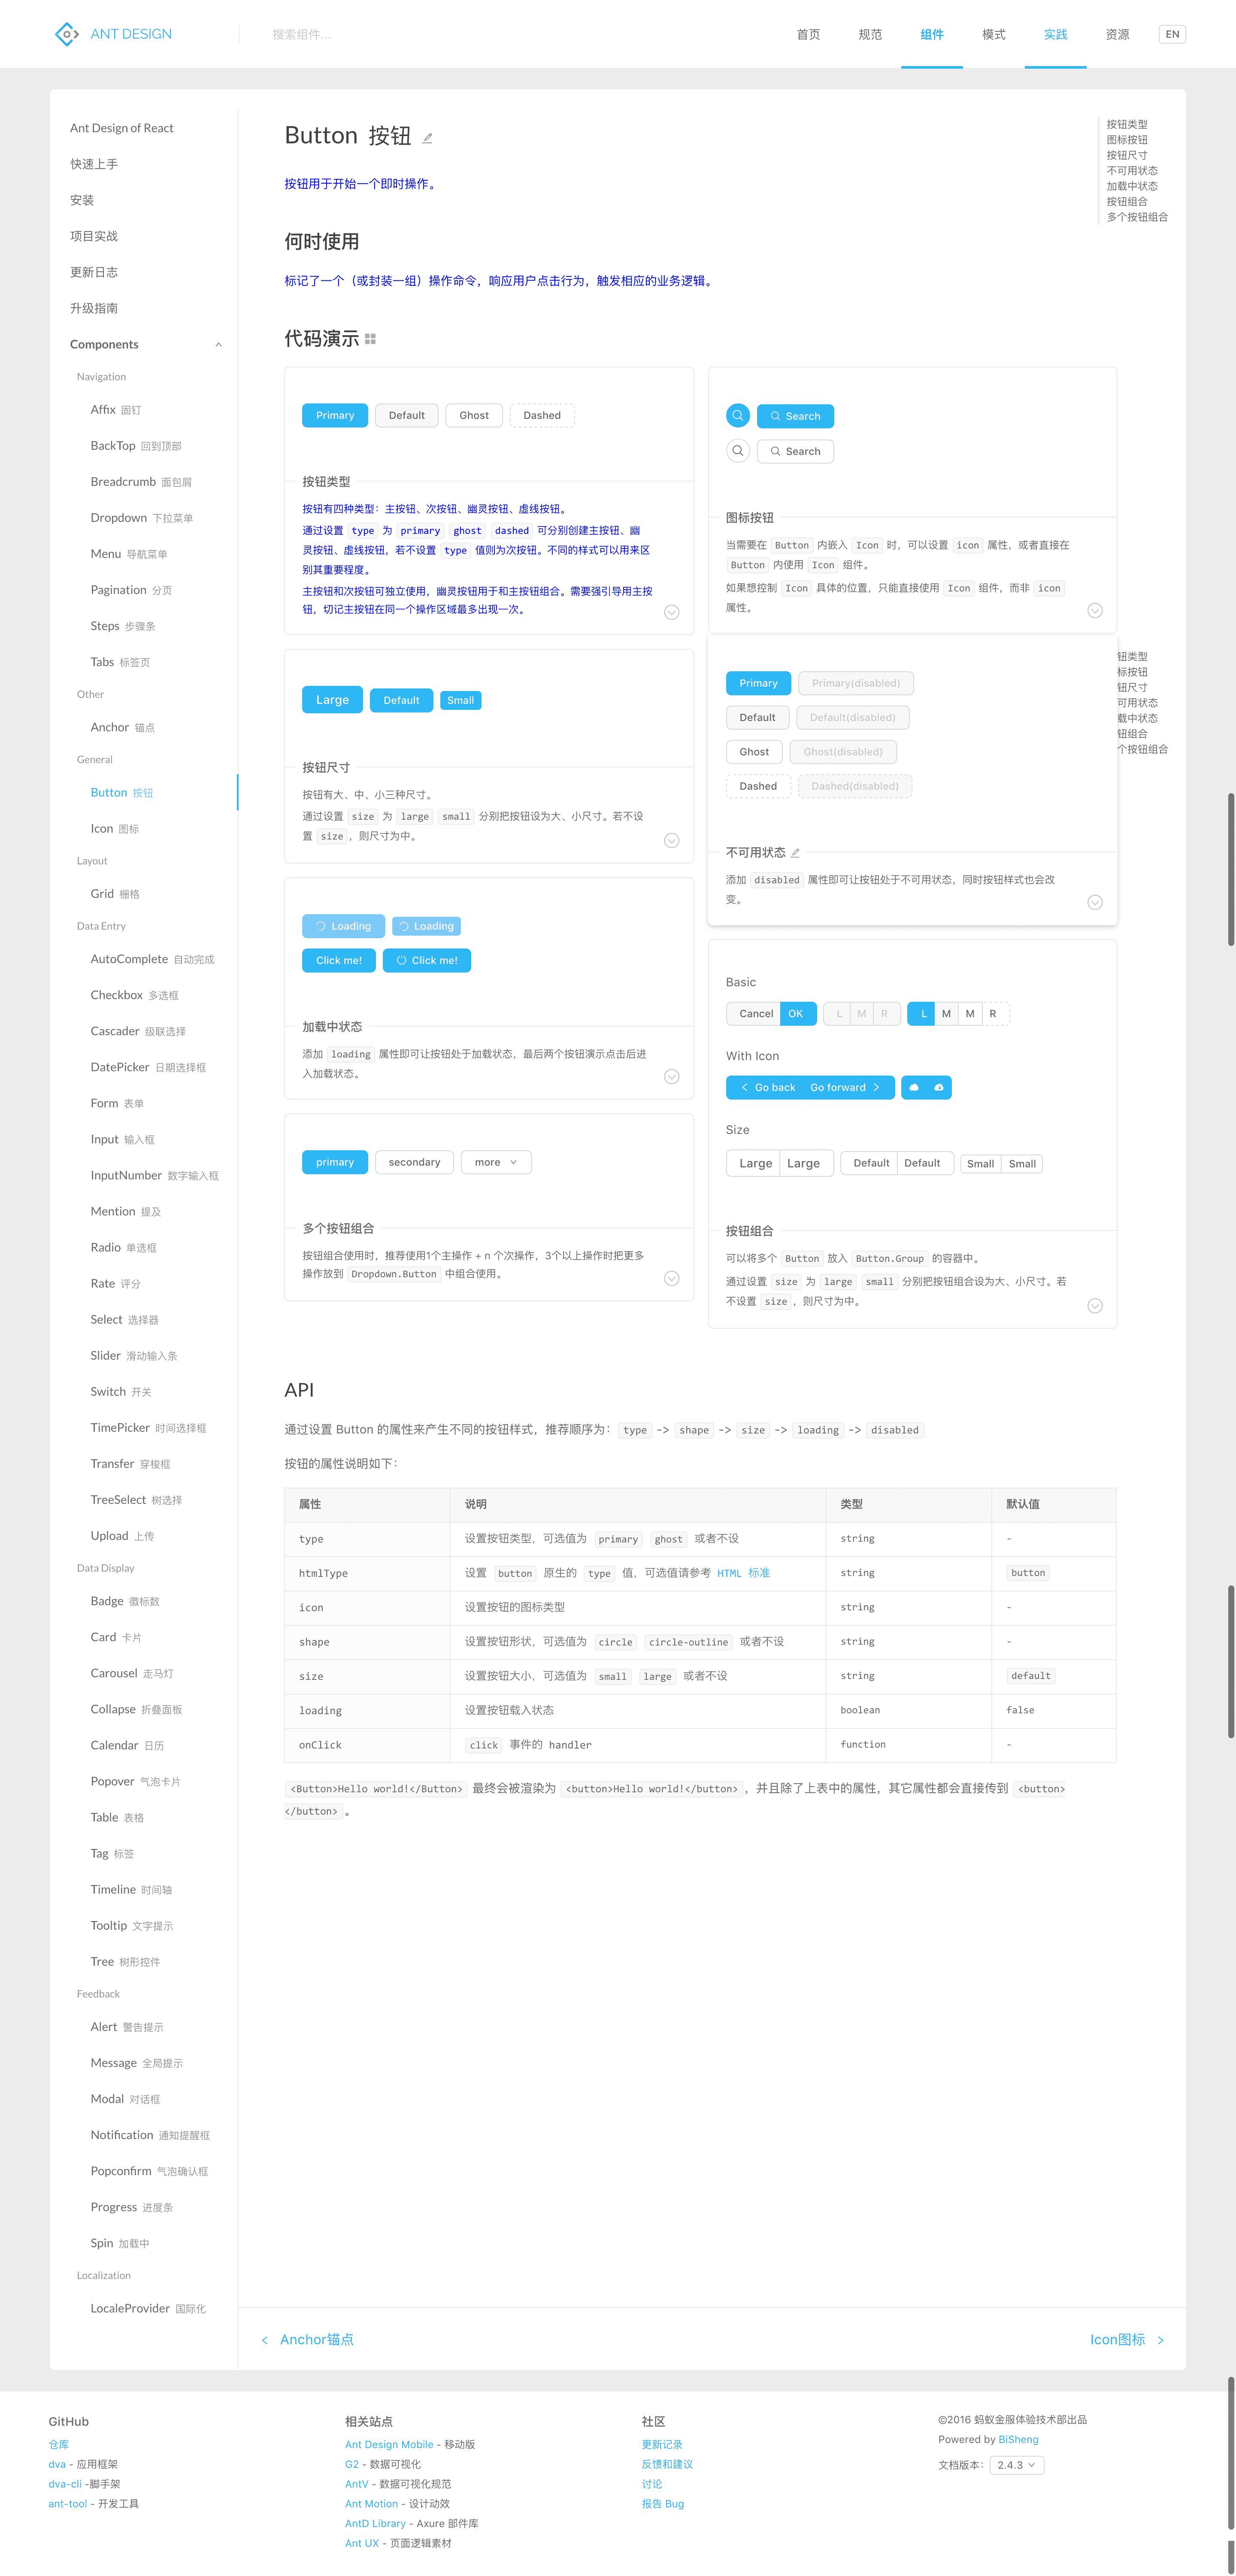 ANT DESIGN
搜索组件...
首页 规范 组件 模式 实践 资源 EN
Ant Design of React
快速上手
安装
项目实战
更新日志
升级指南
Components
Navigation
Affix 固钉
BackTop 回到顶部
Breadcrumb 面包屑
Dropdown 下拉菜单
Menu 导航菜单
Pagination 分页
Steps 步骤条
Tabs 标签页
Other
Anchor 锚点
General
Button 按钮
Icon 图标
Layout
Grid 栅格
Data Entry
AutoComplete 自动完成
Checkbox 多选框
Cascader 级联选择
DatePicker 日期选择框
Form 表单
Input 输入框
InputNumber 数字输入框
Mention 提及
Radio 单选框
Rate 评分
Select 选择器
Slider 滑动输入条
Switch 开关
TimePicker 时间选择框
Transfer 穿梭框
TreeSelect 树选择
Upload 上传
Data Display
Badge 徽标数
Card 卡片
Carousel 走马灯
Collapse 折叠面板
Calendar 日历
Popover 气泡卡片
Table 表格
Tag 标签
Timeline 时间轴
Tooltip 文字提示
Tree 树形控件
Feedback
Alert 警告提示
Message 全局提示
Modal 对话框
Notification 通知提醒框
Popconfirm 气泡确认框
Progress 进度条
Spin 加载中
Localization
LocaleProvider 国际化
Button 按钮
按钮用于开始一个即时操作。
何时使用
标记了一个（或封装一组）操作命令，响应用户点击行为，触发相应的业务逻辑。
代码演示
按钮类型
图标按钮
按钮尺寸
不可用状态
加载中状态
按钮组合
多个按钮组合
Primary Default Ghost Dashed
按钮类型
按钮有四种类型：主按钮、次按钮、幽灵按钮、虚线按钮。
通过设置 type 为 primary ghost dashed 可分别创建主按钮、幽
灵按钮、虚线按钮，若不设置 type 值则为次按钮。不同的样式可以用来区
别其重要程度。
主按钮和次按钮可独立使用，幽灵按钮用于和主按钮组合。需要强引导用主按
钮，切记主按钮在同一个操作区域最多出现一次。
Large Default Small
按钮尺寸
按钮有大、中、小三种尺寸。
通过设置 size 为 large small 分别把按钮设为大、小尺寸。若不设
置 size ，则尺寸为中。
Loading Loading
Click me! Click me!
加载中状态
添加 loading 属性即可让按钮处于加载状态，最后两个按钮演示点击后进
入加载状态。
primary secondary more
多个按钮组合
按钮组合使用时，推荐使用1个主操作 + n 个次操作，3个以上操作时把更多
操作放到 Dropdown.Button 中组合使用。
Search
Search
图标按钮
当需要在 Button 内嵌入 Icon 时，可以设置 icon 属性，或者直接在
Button 内使用 Icon 组件。
如果想控制 Icon 具体的位置，只能直接使用 Icon 组件，而非 icon
属性。
Primary Primary(disabled)
Default Default(disabled)
Ghost Ghost(disabled)
Dashed Dashed(disabled)
不可用状态
添加 disabled 属性即可让按钮处于不可用状态，同时按钮样式也会改
变。
钮类型
标按钮
钮尺寸
可用状态
载中状态
钮组合
个按钮组合
Basic
Cancel OK L M R L M M R
With Icon
Go back Go forward
Size
Large Large Default Default Small Small
按钮组合
可以将多个 Button 放入 Button.Group 的容器中。
通过设置 size 为 large small 分别把按钮组合设为大、小尺寸。若
不设置 size ，则尺寸为中。
API
通过设置 Button 的属性来产生不同的按钮样式，推荐顺序为： type -> shape -> size -> loading -> disabled
按钮的属性说明如下：
属性 说明 类型 默认值
type 设置按钮类型，可选值为 primary ghost 或者不设 string -
htmlType 设置 button 原生的 type 值，可选值请参考 HTML 标准 string button
icon 设置按钮的图标类型 string -
shape 设置按钮形状，可选值为 circle circle-outline 或者不设 string -
size 设置按钮大小，可选值为 small large 或者不设 string default
loading 设置按钮载入状态 boolean false
onClick click 事件的 handler function -
<Button>Hello world!</Button> 最终会被渲染为 <button>Hello world!</button> ，并且除了上表中的属性，其它属性都会直接传到 <button>
</button> 。
Anchor锚点
Icon图标
GitHub
仓库
dva - 应用框架
dva-cli -脚手架
ant-tool - 开发工具
相关站点
Ant Design Mobile - 移动版
G2 - 数据可视化
AntV - 数据可视化规范
Ant Motion - 设计动效
AntD Library - Axure 部件库
Ant UX - 页面逻辑素材
社区
更新记录
反馈和建议
讨论
报告 Bug
©2016 蚂蚁金服体验技术部出品
Powered by BiSheng
文档版本： 2.4.3